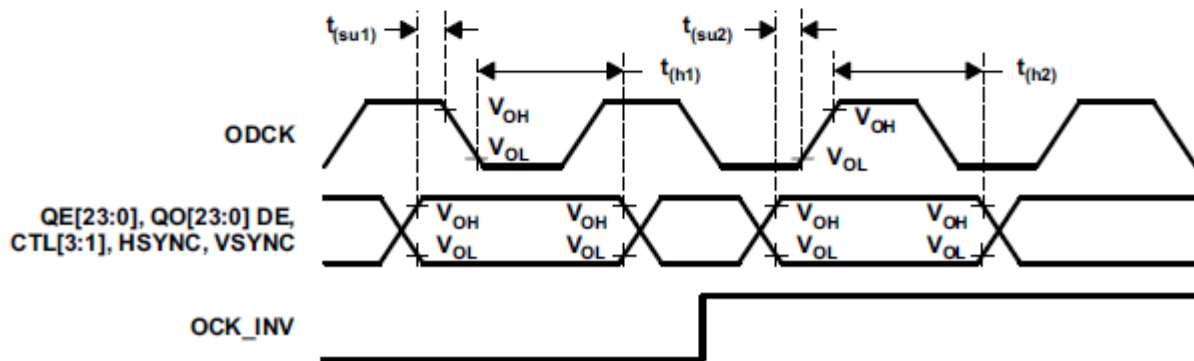 t(su1)
t(su2)
t(h1)
t(h2)
ODCK
VOH
VOL
VOH
VOL
QE[23:0], QO[23:0] DE,
CTL[3:1], HSYNC, VSYNC
VOH VOH VOH VOH
VOL VOL VOL VOL
OCK_INV